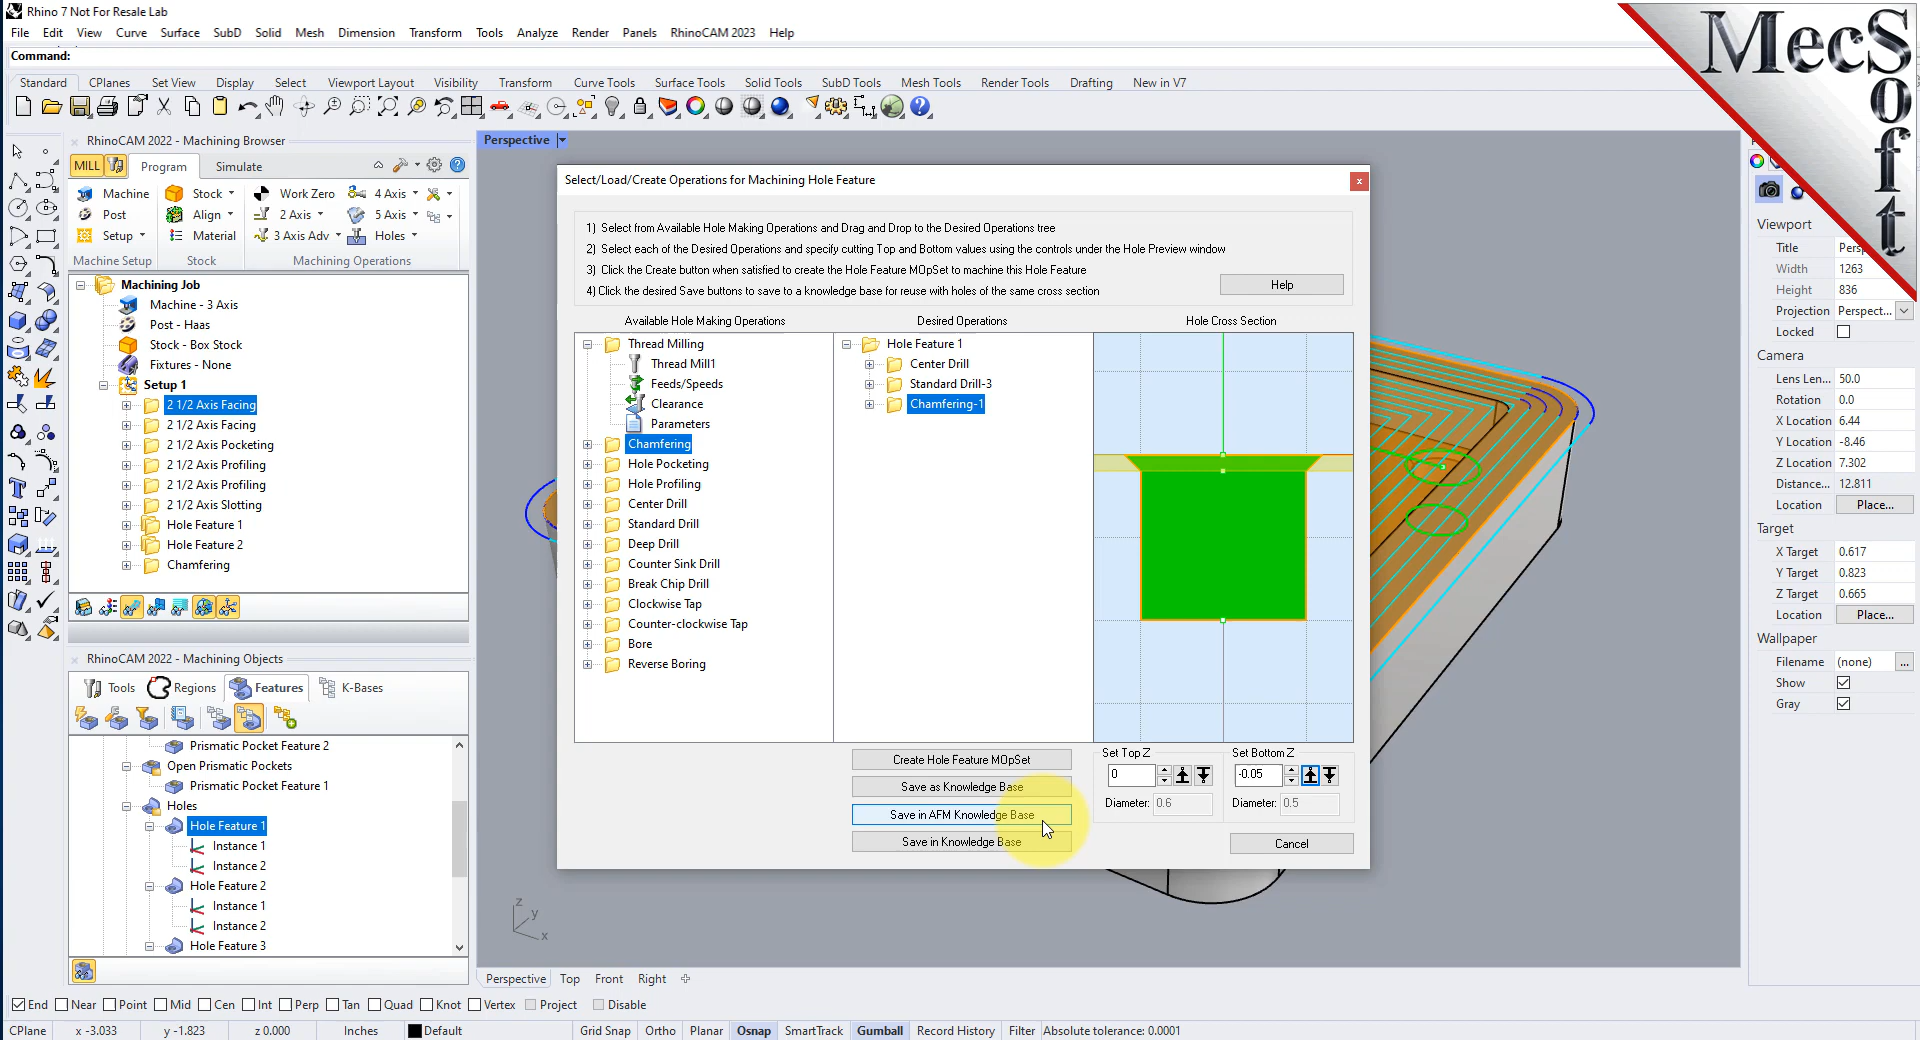 Rhino 7 Not For Resale Lab
File Edit View Curve Surface SubD Solid Mesh Dimension Transform Tools Analyze Render Panels RhinoCAM 2023 Help
Command:
Standard CPlanes Set View Display Select Viewport Layout Visibility Transform Curve Tools Surface Tools Solid Tools SubD Tools Mesh Tools Render Tools Drafting New in V7
MecSoft
RhinoCAM 2022 - Machining Browser
MILL Program Simulate
Machine Stock Work Zero 4 Axis
Post Align 2 Axis 5 Axis
Setup Material 3 Axis Adv Holes
Machine Setup Stock Machining Operations
Machining Job
Machine - 3 Axis
Post - Haas
Stock - Box Stock
Fixtures - None
Setup 1
2 1/2 Axis Facing
2 1/2 Axis Facing
2 1/2 Axis Pocketing
2 1/2 Axis Profiling
2 1/2 Axis Profiling
2 1/2 Axis Slotting
Hole Feature 1
Hole Feature 2
Chamfering
RhinoCAM 2022 - Machining Objects
Tools Regions Features K-Bases
Prismatic Pocket Feature 2
Open Prismatic Pockets
Prismatic Pocket Feature 1
Holes
Hole Feature 1
Instance 1
Instance 2
Hole Feature 2
Instance 1
Instance 2
Hole Feature 3
Perspective
Select/Load/Create Operations for Machining Hole Feature
1) Select from Available Hole Making Operations and Drag and Drop to the Desired Operations tree
2) Select each of the Desired Operations and specify cutting Top and Bottom values using the controls under the Hole Preview window
3) Click the Create button when satisfied to create the Hole Feature MOpSet to machine this Hole Feature
4) Click the desired Save buttons to save to a knowledge base for reuse with holes of the same cross section
Help
Available Hole Making Operations
Thread Milling
Thread Mill1
Feeds/Speeds
Clearance
Parameters
Chamfering
Hole Pocketing
Hole Profiling
Center Drill
Standard Drill
Deep Drill
Counter Sink Drill
Break Chip Drill
Clockwise Tap
Counter-clockwise Tap
Bore
Reverse Boring
Desired Operations
Hole Feature 1
Center Drill
Standard Drill-3
Chamfering-1
Hole Cross Section
Create Hole Feature MOpSet
Save as Knowledge Base
Save in AFM Knowledge Base
Save in Knowledge Base
Set Top Z Set Bottom Z
0 -0.05
Diameter: 0.6 Diameter: 0.5
Cancel
z
y
x
Viewport
Title
Width 1263
Height 836
Projection Perspect...
Locked
Camera
Lens Len... 50.0
Rotation 0.0
X Location 6.44
Y Location -8.46
Z Location 7.302
Distance... 12.811
Location Place...
Target
X Target 0.617
Y Target 0.823
Z Target 0.665
Location Place...
Wallpaper
Filename (none) ...
Show
Gray
Perspective Top Front Right
End Near Point Mid Cen Int Perp Tan Quad Knot Vertex Project Disable
CPlane x -3.033 y -1.823 z 0.000 Inches Default Grid Snap Ortho Planar Osnap SmartTrack Gumball Record History Filter Absolute tolerance: 0.0001